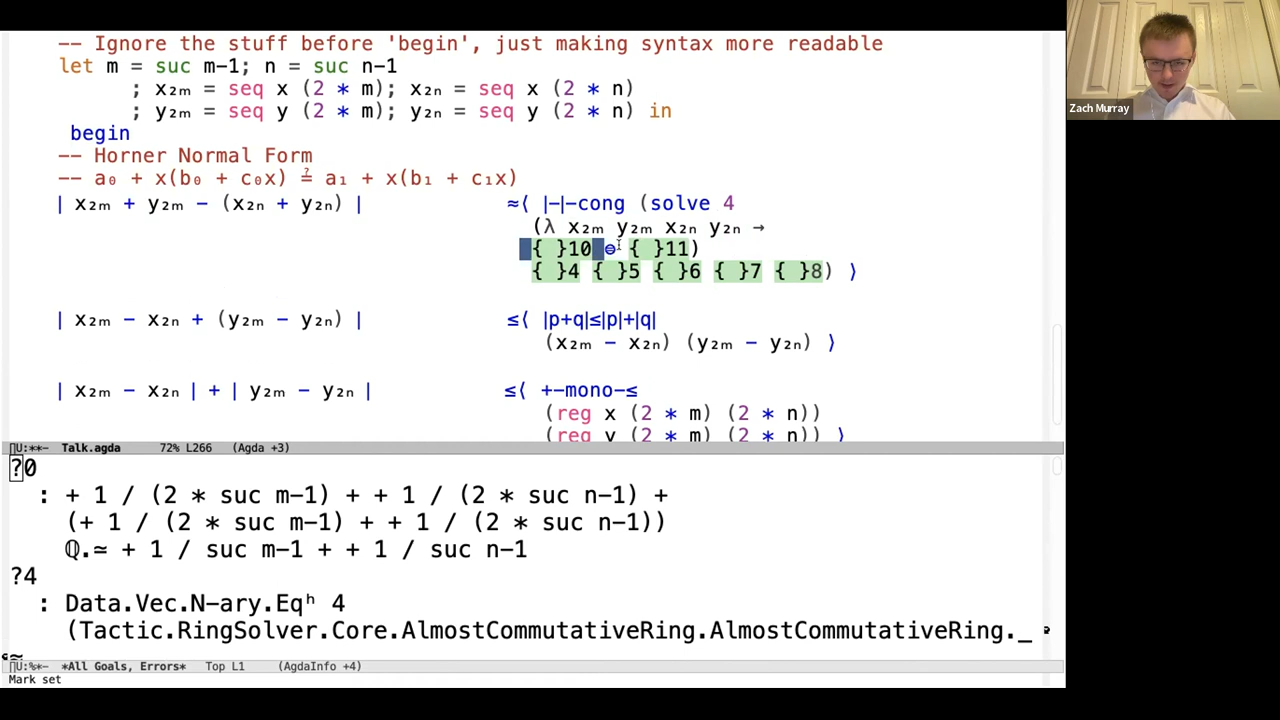 -- Ignore the stuff before 'begin', just making syntax more readable
let m = suc m-1; n = suc n-1
; x₂ₘ = seq x (2 * m); x₂ₙ = seq x (2 * n)
; y₂ₘ = seq y (2 * m); y₂ₙ = seq y (2 * n) in
begin
-- Horner Normal Form
-- a₀ + x(b₀ + c₀x) ≟ a₁ + x(b₁ + c₁x)
∣ x₂ₘ + y₂ₘ - (x₂ₙ + y₂ₙ) ∣ ≈⟨ ∣-∣-cong (solve 4
(λ x₂ₘ y₂ₘ x₂ₙ y₂ₙ →
{ }10 ⊜ { }11)
{ }4 { }5 { }6 { }7 { }8) ⟩
∣ x₂ₘ - x₂ₙ + (y₂ₘ - y₂ₙ) ∣ ≤⟨ ∣p+q∣≤∣p∣+∣q∣
(x₂ₘ - x₂ₙ) (y₂ₘ - y₂ₙ) ⟩
∣ x₂ₘ - x₂ₙ ∣ + ∣ y₂ₘ - y₂ₙ ∣ ≤⟨ +-mono-≤
(reg x (2 * m) (2 * n))
(reg y (2 * m) (2 * n)) ⟩
∏U:**- Talk.agda 72% L266 (Agda +3)
?0
: + 1 / (2 * suc m-1) + + 1 / (2 * suc n-1) +
(+ 1 / (2 * suc m-1) + + 1 / (2 * suc n-1))
ℚ.≃ + 1 / suc m-1 + + 1 / suc n-1
?4
: Data.Vec.N-ary.Eqʰ 4
(Tactic.RingSolver.Core.AlmostCommutativeRing.AlmostCommutativeRing._
≈
∏U:%*- *All Goals, Errors* Top L1 (AgdaInfo +4)
Mark set
Zach Murray